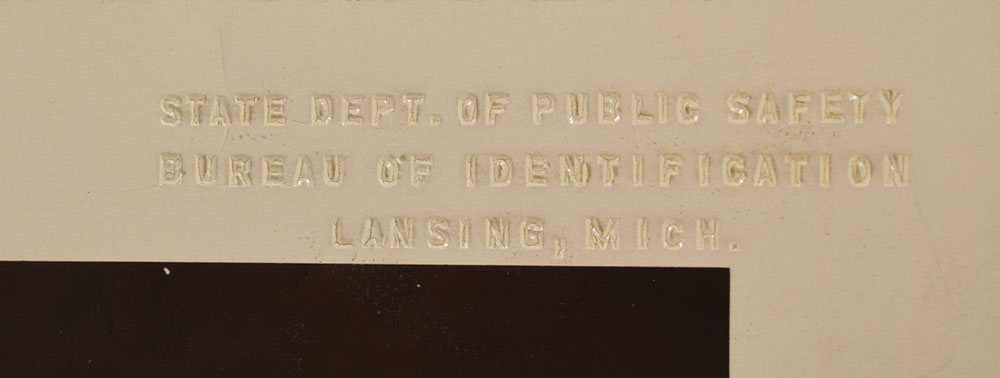 STATE DEPT. OF PUBLIC SAFETY
BUREAU OF IDENTIFICATION
LANSING, MICH.